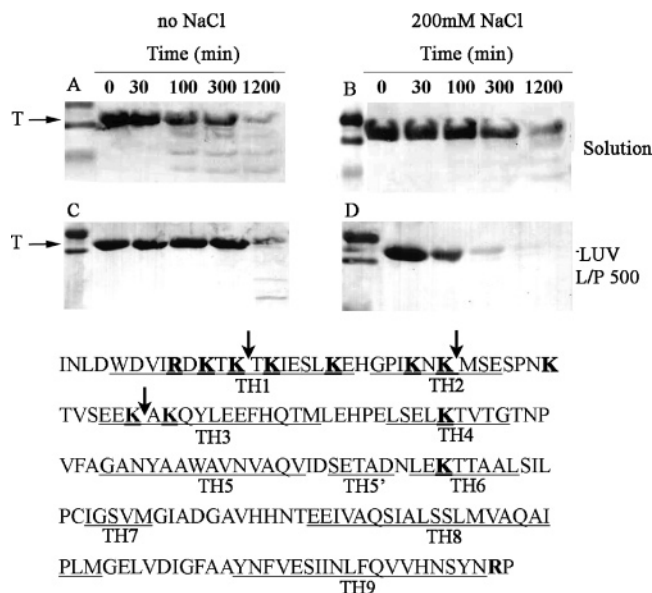 no NaCl 200mM NaCl
Time (min) Time (min)
A 0 30 100 300 1200 B 0 30 100 300 1200
T
Solution
C D
T
-LUV
L/P 500
INLDWDVIRDKTKTKIESLKEHGPIKNKMSESPNK
TH1 TH2
TVSEEKAKQYLEEFHQTMLEHPELSELKTVTGTNP
TH3 TH4
VFAGANYAAWAVNVAQVIDSETADNLEKTTAALSIL
TH5 TH5' TH6
PCIGSVMGIADGAVHHNTEEIVAQSIALSSLMVAQAI
TH7 TH8
PLMGELVDIGFAAYNFVESIINLFQVVHNSYNRP
TH9